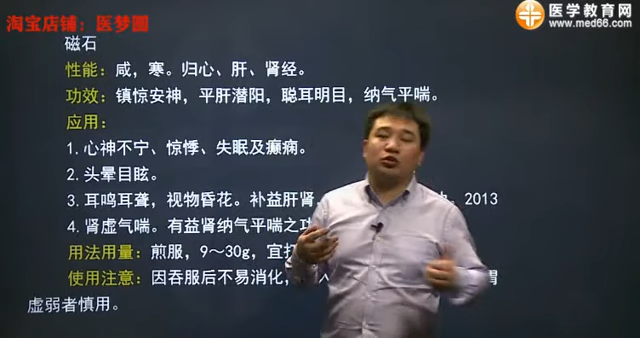 淘宝店铺：医梦圆
医学教育网
www.med66.com
磁石
性能：咸，寒。归心、肝、肾经。
功效：镇惊安神，平肝潜阳，聪耳明目，纳气平喘。
应用：
1.心神不宁、惊悸、失眠及癫痫。
2.头晕目眩。
3.耳鸣耳聋，视物昏花。补益肝肾 2013
4.肾虚气喘。有益肾纳气平喘之功
用法用量：煎服，9～30g，宜打
使用注意：因吞服后不易消化，
虚弱者慎用。